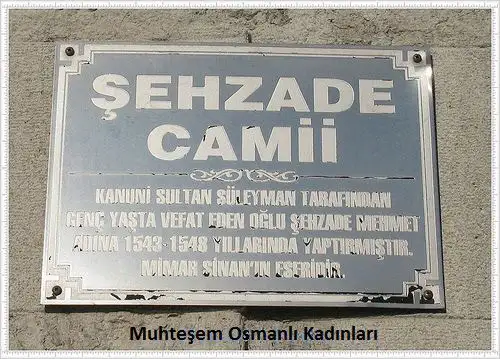 ŞEHZADE
CAMİİ
KANUNİ SULTAN SÜLEYMAN TARAFINDAN
GENÇ YAŞTA VEFAT EDEN OĞLU ŞEHZADE MEHMET
ADINA 1543-1548 YILLARINDA YAPTIRMIŞTIR.
MİMAR SİNAN'IN ESERİDİR.
Muhteşem Osmanlı Kadınları